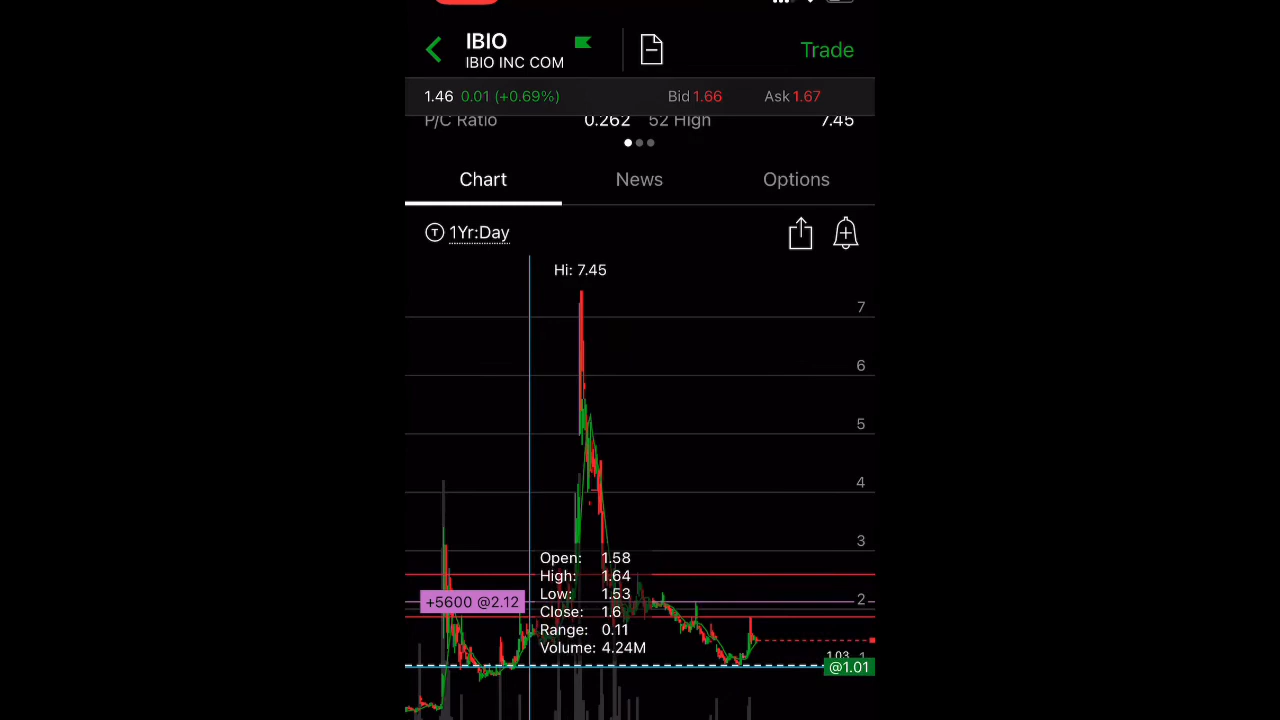 IBIO
IBIO INC COM
Trade
1.46 0.01 (+0.69%) Bid 1.66 Ask 1.67
P/C Ratio 0.262 52 High 7.45
Chart News Options
T 1Yr:Day
Hi: 7.45
7
6
5
4
3
Open: 1.58
High: 1.64
Low: 1.53
Close: 1.6
Range: 0.11
Volume: 4.24M
+5600 @2.12
2
1.03 1
@1.01